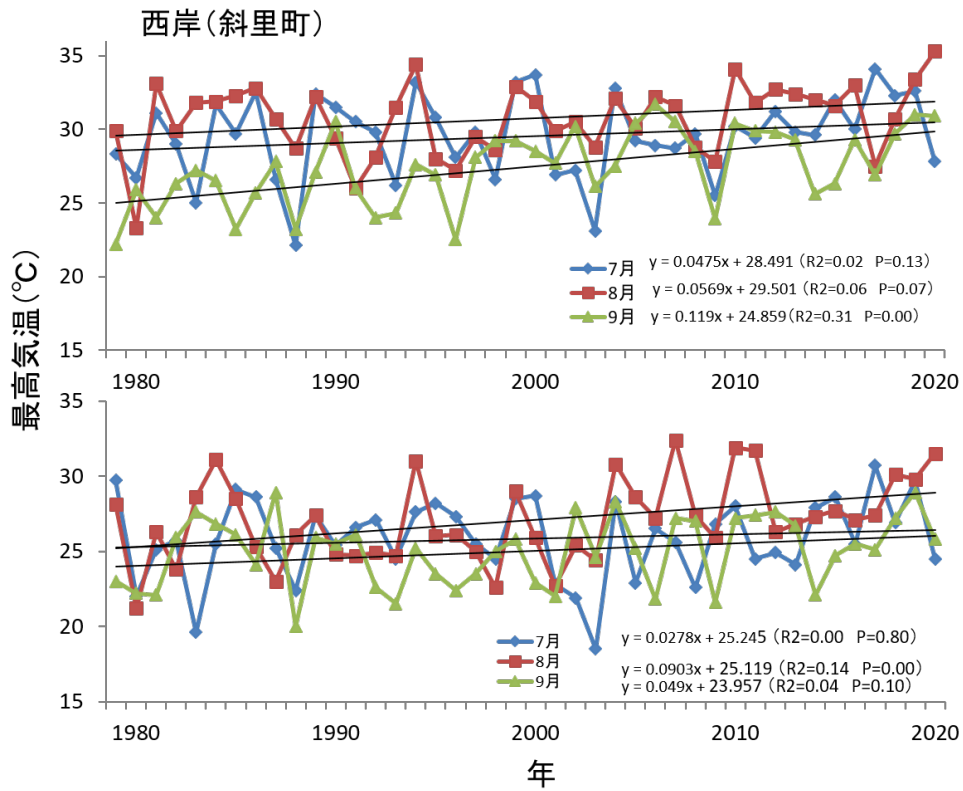 西岸（斜里町）
最高気温（℃）
35
30
25
20
15
7月 y = 0.0475x + 28.491（R2=0.02 P=0.13）
8月 y = 0.0569x + 29.501（R2=0.06 P=0.07）
9月 y = 0.119x + 24.859（R2=0.31 P=0.00）
1980 1990 2000 2010 2020
35
30
25
20
15
7月 y = 0.0278x + 25.245（R2=0.00 P=0.80）
8月 y = 0.0903x + 25.119（R2=0.14 P=0.00）
9月 y = 0.049x + 23.957（R2=0.04 P=0.10）
1980 1990 2000 2010 2020
年